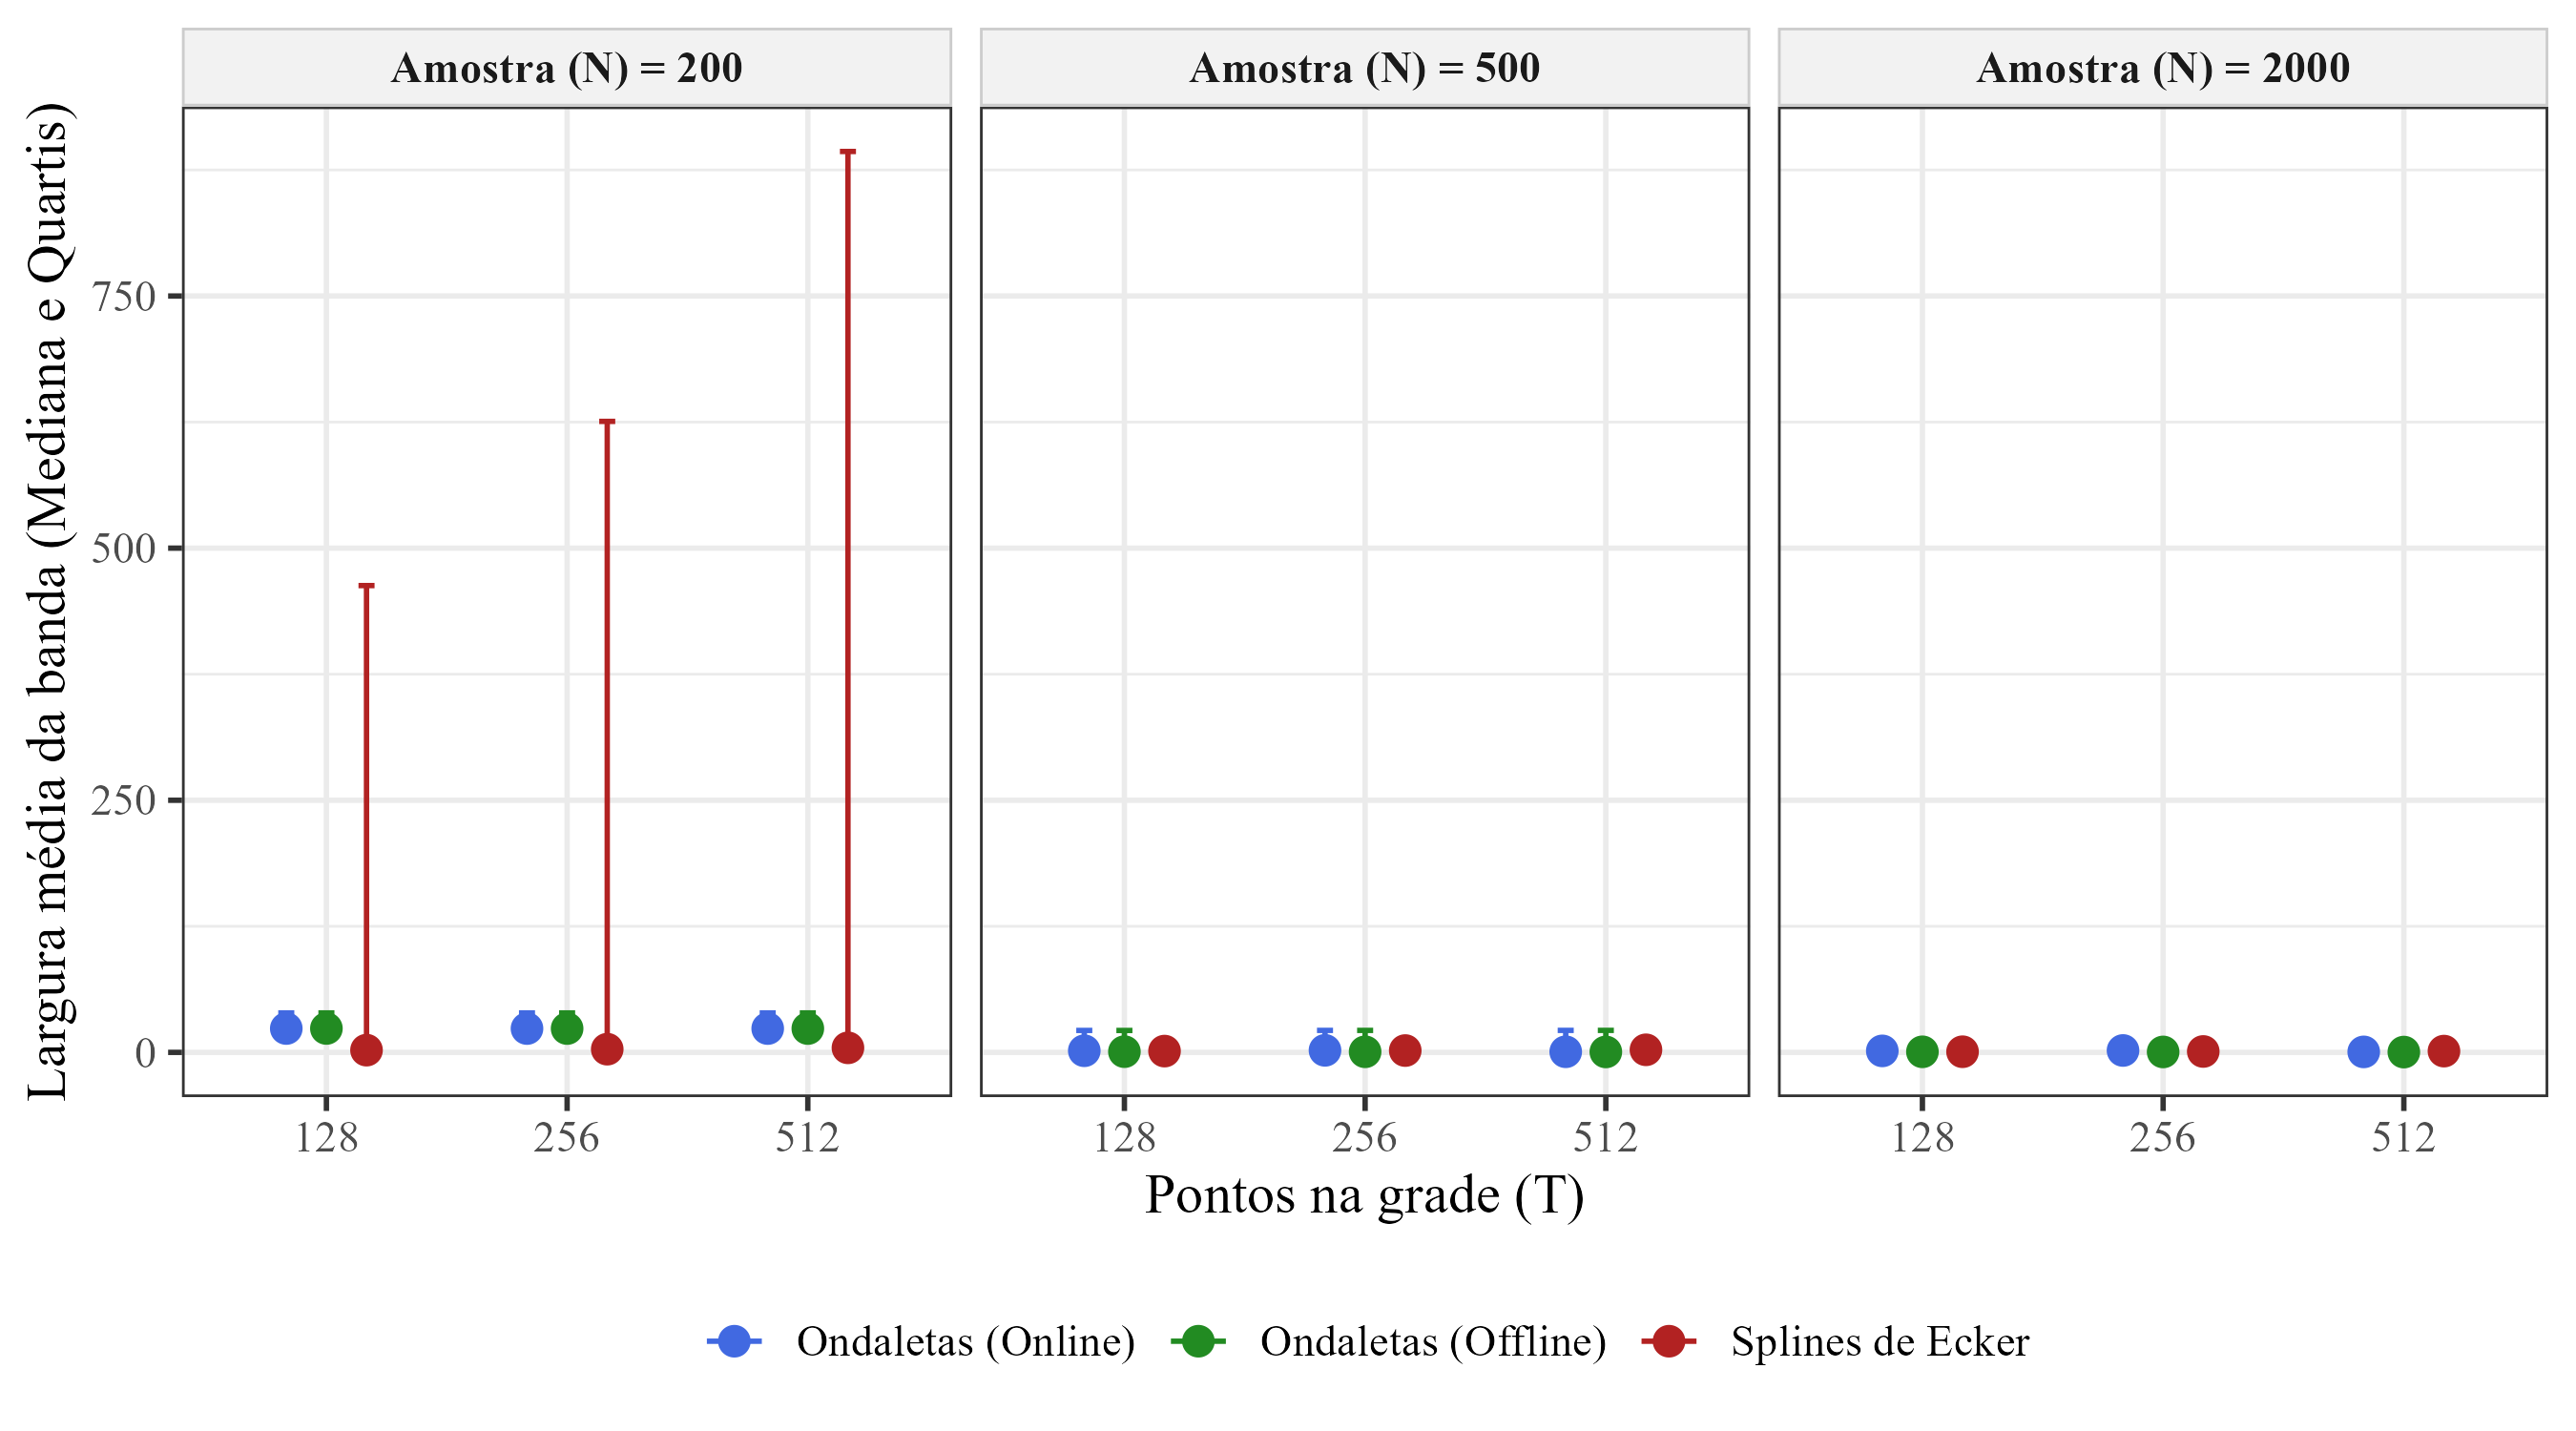 Amostra (N) = 200
Amostra (N) = 500
Amostra (N) = 2000
Largura média da banda (Mediana e Quartis)
750
500
250
0
128 256 512
128 256 512
128 256 512
Pontos na grade (T)
Ondaletas (Online)
Ondaletas (Offline)
Splines de Ecker